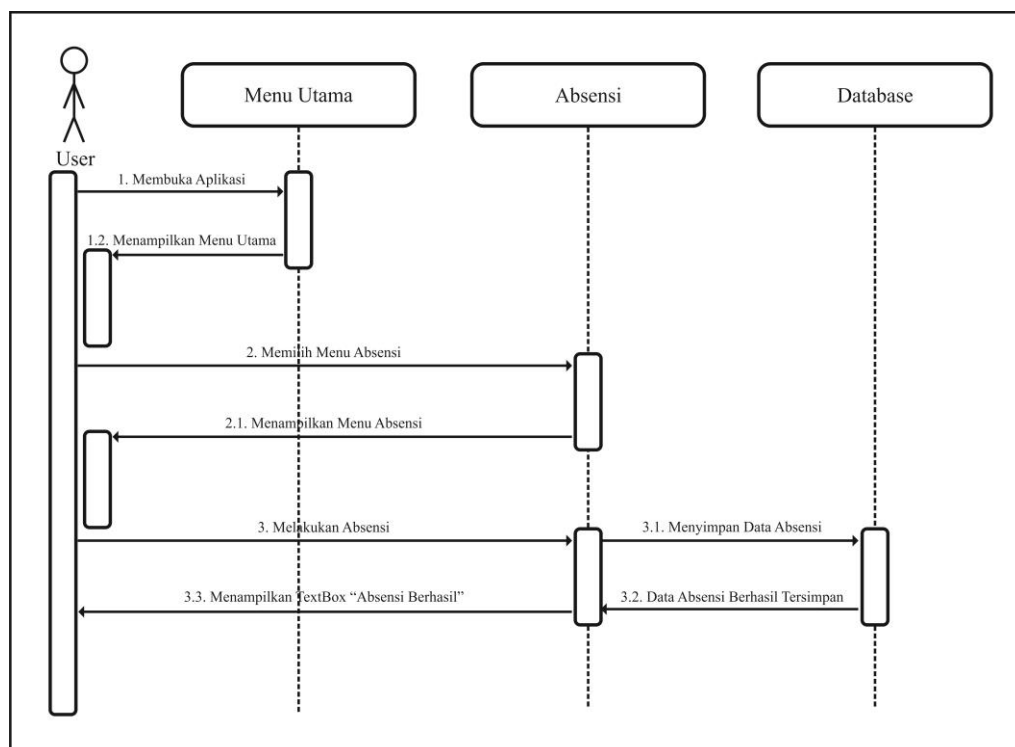 Menu Utama
Absensi
Database
User
1. Membuka Aplikasi
1.2. Menampilkan Menu Utama
2. Memilih Menu Absensi
2.1. Menampilkan Menu Absensi
3. Melakukan Absensi
3.1. Menyimpan Data Absensi
3.3. Menampilkan TextBox “Absensi Berhasil”
3.2. Data Absensi Berhasil Tersimpan